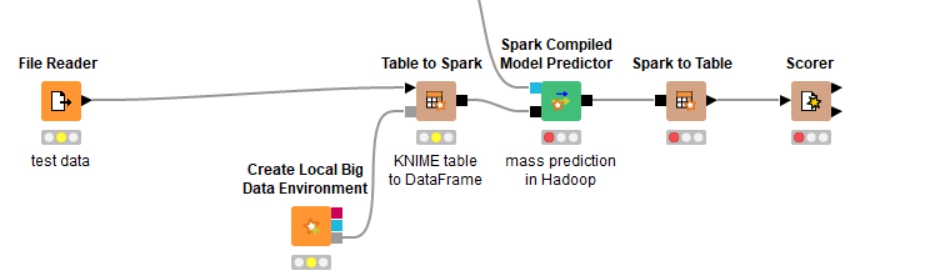 File Reader
test data
Create Local Big
Data Environment
Table to Spark
KNIME table
to DataFrame
Spark Compiled
Model Predictor
mass prediction
in Hadoop
Spark to Table
Scorer